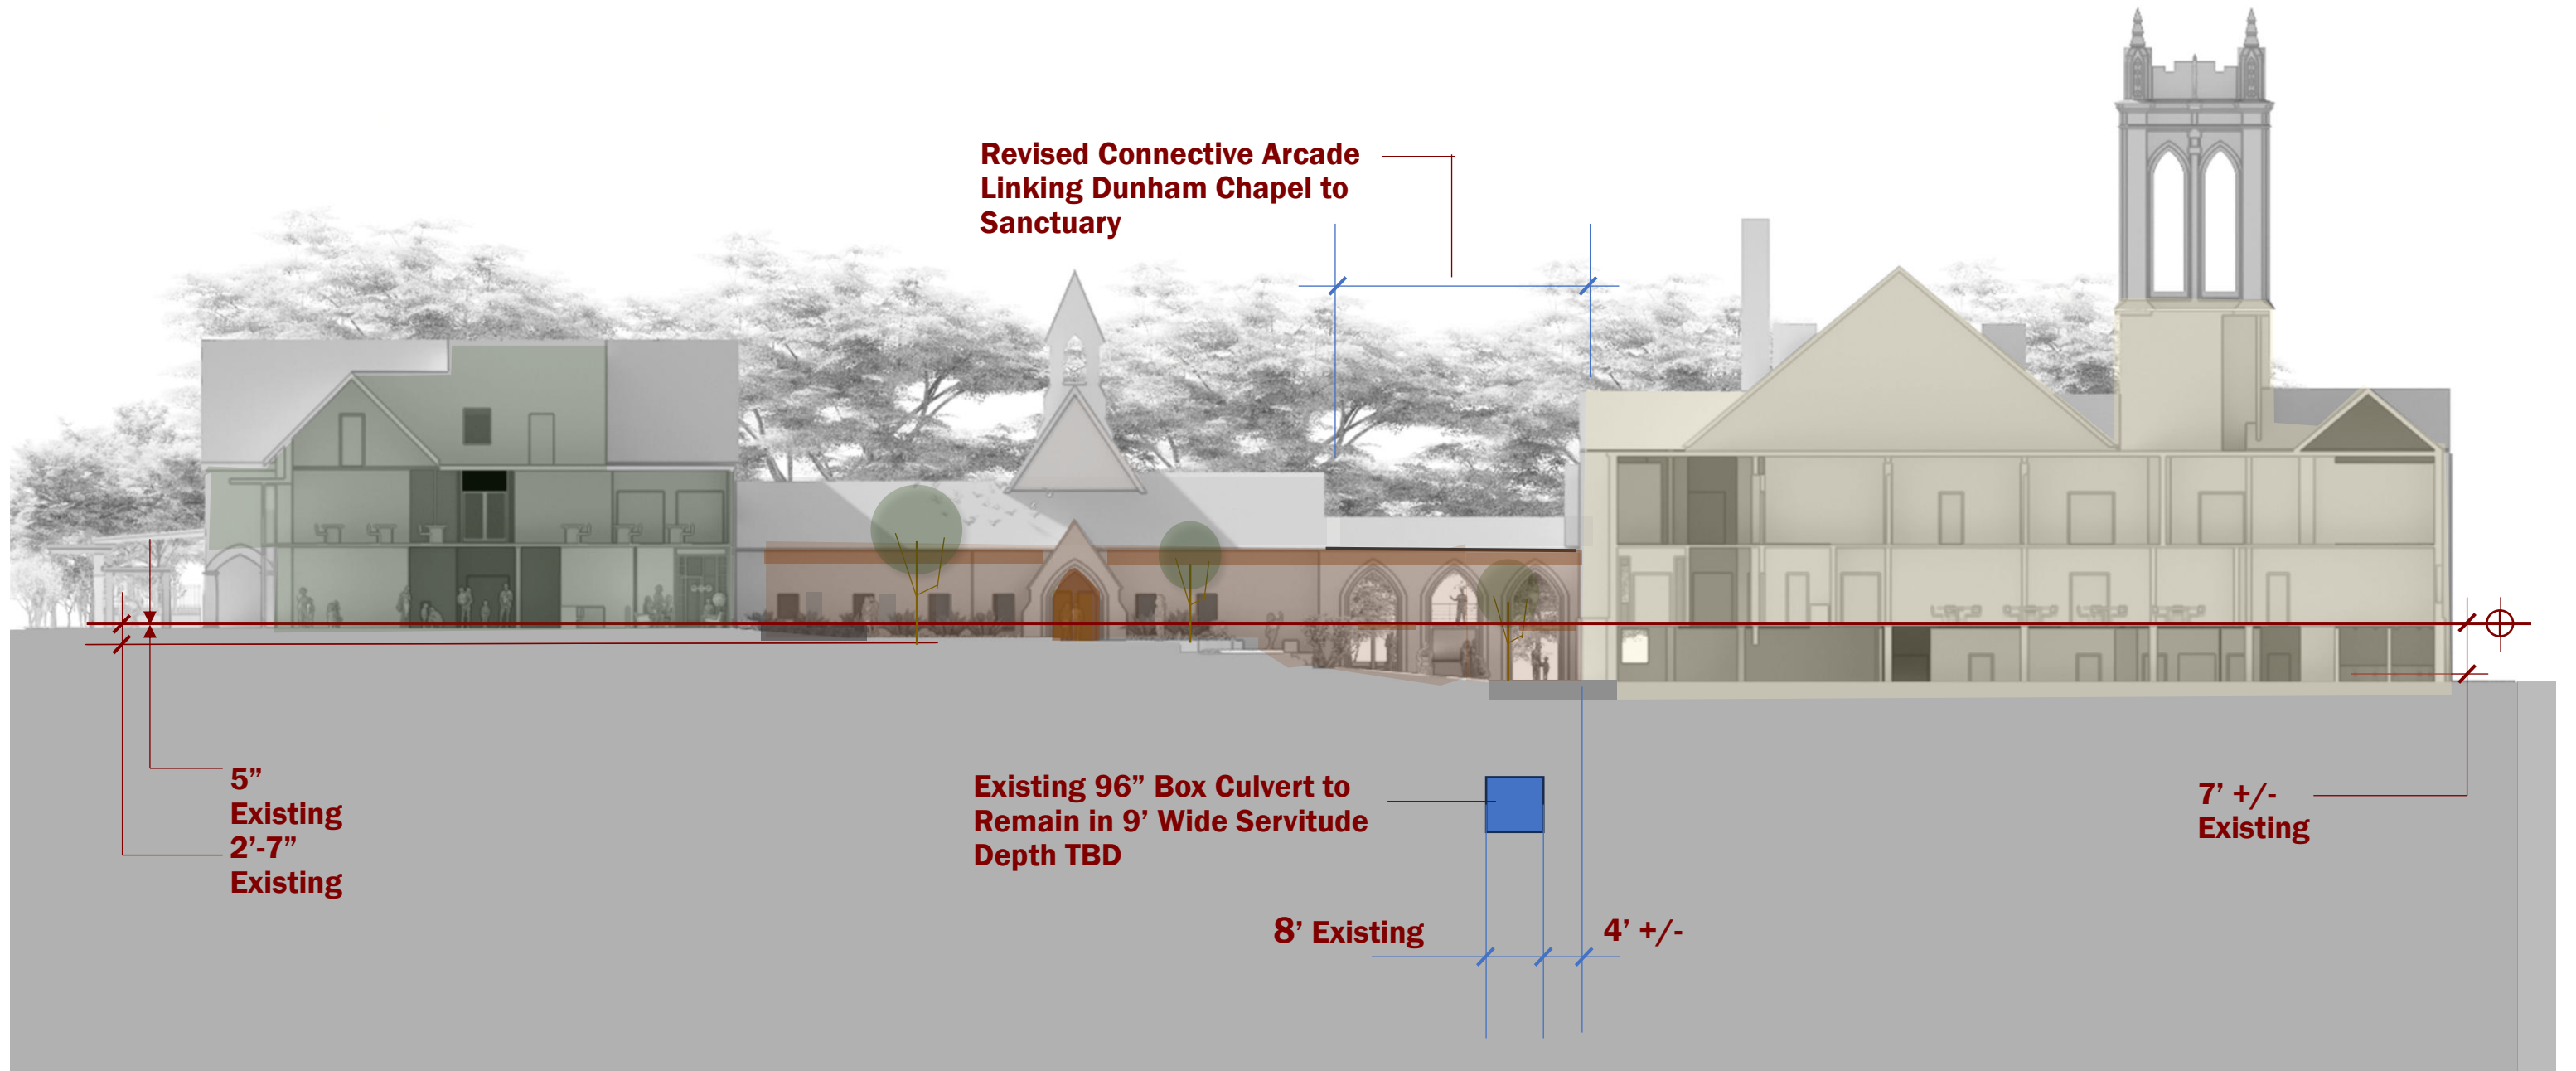 Revised Connective Arcade
Linking Dunham Chapel to
Sanctuary
5”
Existing
2’-7”
Existing
Existing 96” Box Culvert to
Remain in 9’ Wide Servitude
Depth TBD
7’ +/-
Existing
8’ Existing
4’ +/-